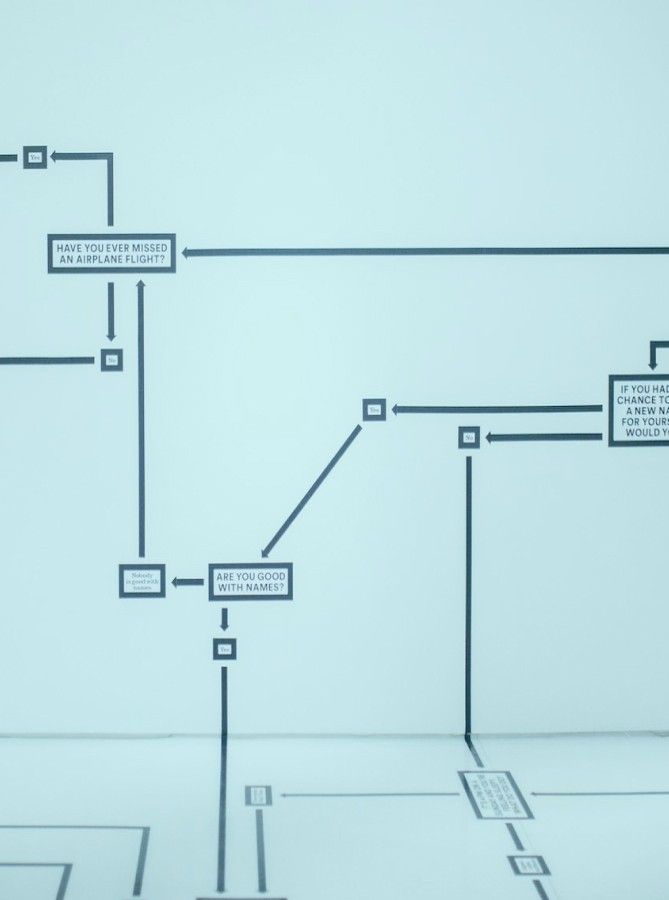 Yes
HAVE YOU EVER MISSED
AN AIRPLANE FLIGHT?
No
IF YOU HAD
CHANCE TO
A NEW NA
FOR YOURS
WOULD YO
Yes
No
Nobody
is good with
names
ARE YOU GOOD
WITH NAMES?
Yes